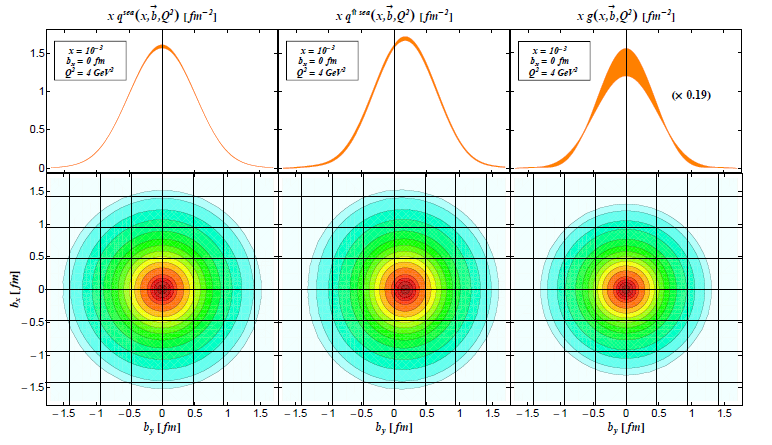 x q^sea(x,b⃗,Q²) [fm⁻²]
x q^⇑ sea(x,b⃗,Q²) [fm⁻²]
x g(x,b⃗,Q²) [fm⁻²]
x = 10⁻³
bₓ = 0 fm
Q² = 4 GeV²
x = 10⁻³
bₓ = 0 fm
Q² = 4 GeV²
x = 10⁻³
bₓ = 0 fm
Q² = 4 GeV²
(× 0.19)
1.5
1
0.5
0
1.5
1
0.5
0
−0.5
−1
−1.5
bₓ [fm]
−1.5 −1 −0.5 0 0.5 1 1.5
−1.5 −1 −0.5 0 0.5 1 1.5
−1.5 −1 −0.5 0 0.5 1 1.5
b_y [fm]
b_y [fm]
b_y [fm]